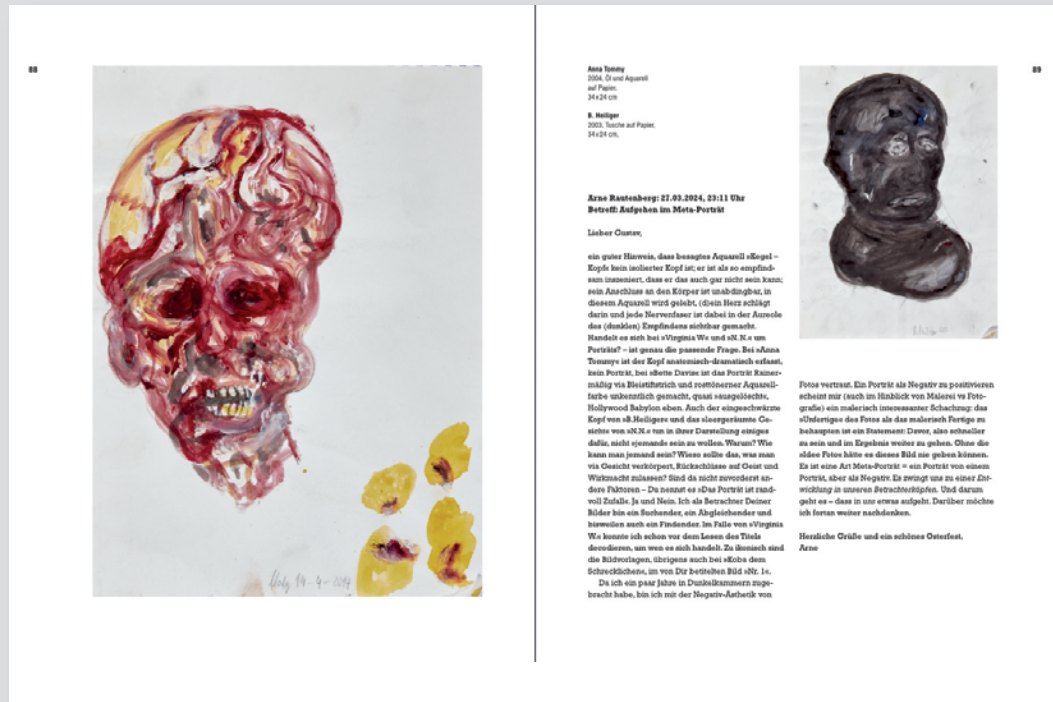 88
14-4-2014
Anna Tommy
2004, Öl und Aquarell
auf Papier,
34×24 cm
B. Heiliger
2003, Tusche auf Papier,
34×24 cm,
89
Arne Rautenberg: 27.03.2024, 23:11 Uhr
Betreff: Aufgehen im Meta-Porträt
Lieber Gustav,
ein guter Hinweis, dass besagtes Aquarell »Kegel –
Kopf« kein isolierter Kopf ist; er ist als so empfind-
sam inszeniert, dass er das auch gar nicht sein kann;
sein Anschluss an den Körper ist unabdingbar, in
diesem Aquarell wird gelebt, (d)ein Herz schlägt
darin und jede Nervenfaser ist dabei in der Aureole
des (dunklen) Empfindens sichtbar gemacht.
Handelt es sich bei »Virginia W« und »N.N.« um
Porträts? – ist genau die passende Frage. Bei »Anna
Tommy« ist der Kopf anatomisch-dramatisch erfasst,
kein Porträt, bei »Bette Davis« ist das Porträt Rainer-
mäßig via Bleistiftstrich und rosttönerner Aquarell-
farbe unkenntlich gemacht, quasi »ausgelöscht«,
Hollywood Babylon eben. Auch der eingeschwärzte
Kopf von »B.Heiliger« und das »leergeräumte Ge-
sicht« von »N.N.« tun in ihrer Darstellung einiges
dafür, nicht »jemand« sein zu wollen. Warum? Wie
kann man jemand sein? Wieso sollte das, was man
via Gesicht verkörpert, Rückschlüsse auf Geist und
Wirkmacht zulassen? Sind da nicht zuvorderst an-
dere Faktoren – Du nennst es »Das Porträt ist rand-
voll Zufall«. Ja und Nein. Ich als Betrachter Deiner
Bilder bin ein Suchender, ein Abgleichender und
bisweilen auch ein Findender. Im Falle von »Virginia
W.« konnte ich schon vor dem Lesen des Titels
decodieren, um wen es sich handelt. Zu ikonisch sind
die Bildvorlagen, übrigens auch bei »Koba dem
Schrecklichen«, im von Dir betitelten Bild »Nr. 1«.
Da ich ein paar Jahre in Dunkelkammern zuge-
bracht habe, bin ich mit der Negativ-Ästhetik von
Fotos vertraut. Ein Porträt als Negativ zu positivieren
scheint mir (auch im Hinblick von Malerei vs Foto-
grafie) ein malerisch interessanter Schachzug: das
»Unfertige« des Fotos als das malerisch Fertige zu
behaupten ist ein Statement: Davor, also schneller
zu sein und im Ergebnis weiter zu gehen. Ohne die
»Idee Foto« hätte es dieses Bild nie geben können.
Es ist eine Art Meta-Porträt = ein Porträt von einem
Porträt, aber als Negativ. Es zwingt uns zu einer Ent-
wicklung in unseren Betrachterköpfen. Und darum
geht es – dass in uns etwas aufgeht. Darüber möchte
ich fortan weiter nachdenken.
Herzliche Grüße und ein schönes Osterfest,
Arne